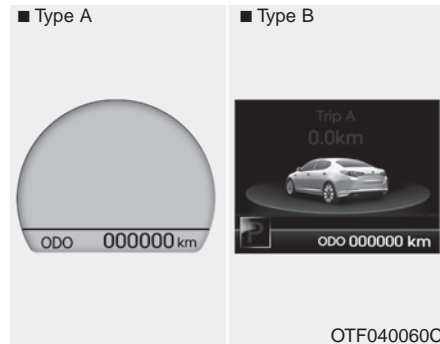 ■ Type A
ODO 000000 km
■ Type B
Trip A
0.0km
P
ODO 000000 km
OTF040060C